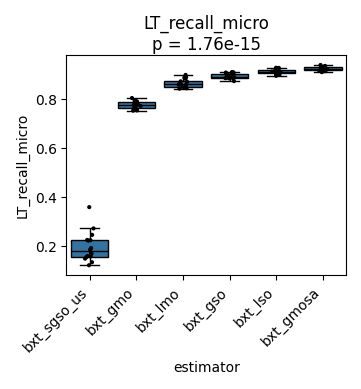 LT_recall_micro
p = 1.76e-15
LT_recall_micro
0.8
0.6
0.4
0.2
bxt_sgso_us
bxt_gmo
bxt_lmo
bxt_gso
bxt_lso
bxt_gmosa
estimator